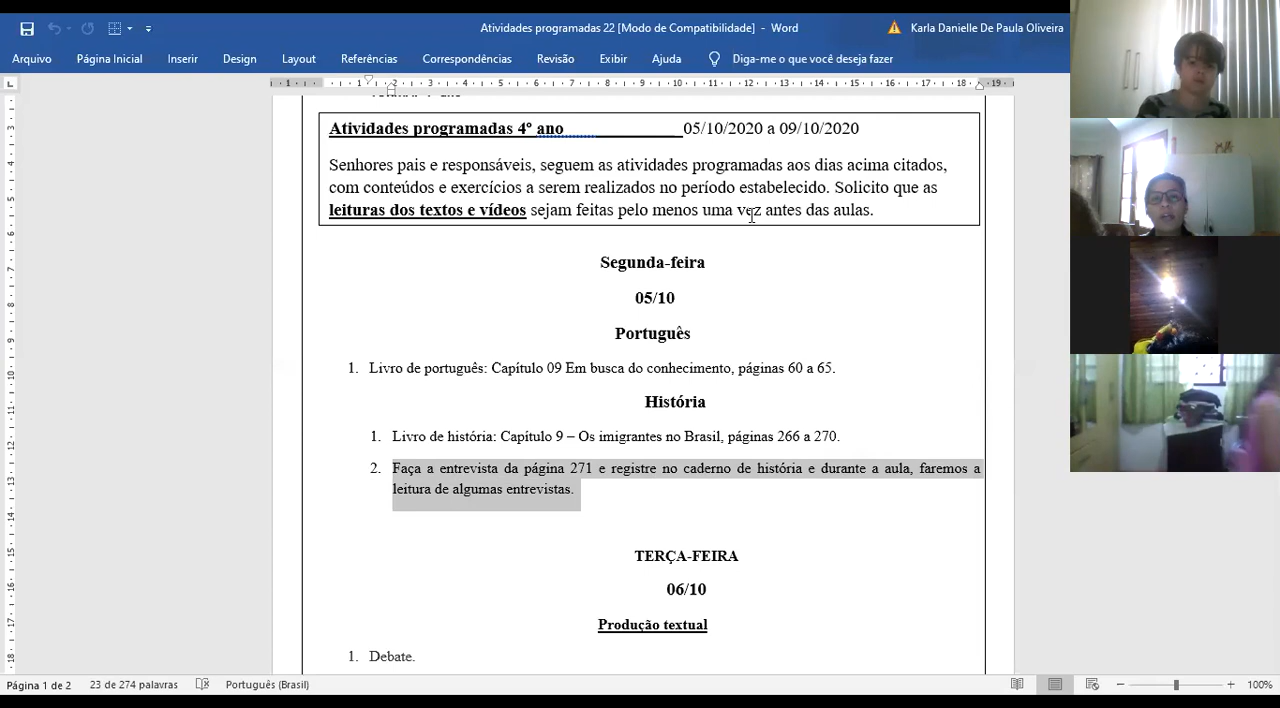 Atividades programadas 22 [Modo de Compatibilidade] - Word
Karla Danielle De Paula Oliveira
Arquivo Página Inicial Inserir Design Layout Referências Correspondências Revisão Exibir Ajuda Diga-me o que você deseja fazer
Atividades programadas 4º ano ____________ 05/10/2020 a 09/10/2020
Senhores pais e responsáveis, seguem as atividades programadas aos dias acima citados,
com conteúdos e exercícios a serem realizados no período estabelecido. Solicito que as
leituras dos textos e vídeos sejam feitas pelo menos uma vez antes das aulas.
Segunda-feira
05/10
Português
1. Livro de português: Capítulo 09 Em busca do conhecimento, páginas 60 a 65.
História
1. Livro de história: Capítulo 9 – Os imigrantes no Brasil, páginas 266 a 270.
2. Faça a entrevista da página 271 e registre no caderno de história e durante a aula, faremos a
leitura de algumas entrevistas.
TERÇA-FEIRA
06/10
Produção textual
1. Debate.
Página 1 de 2 23 de 274 palavras Português (Brasil) 100%